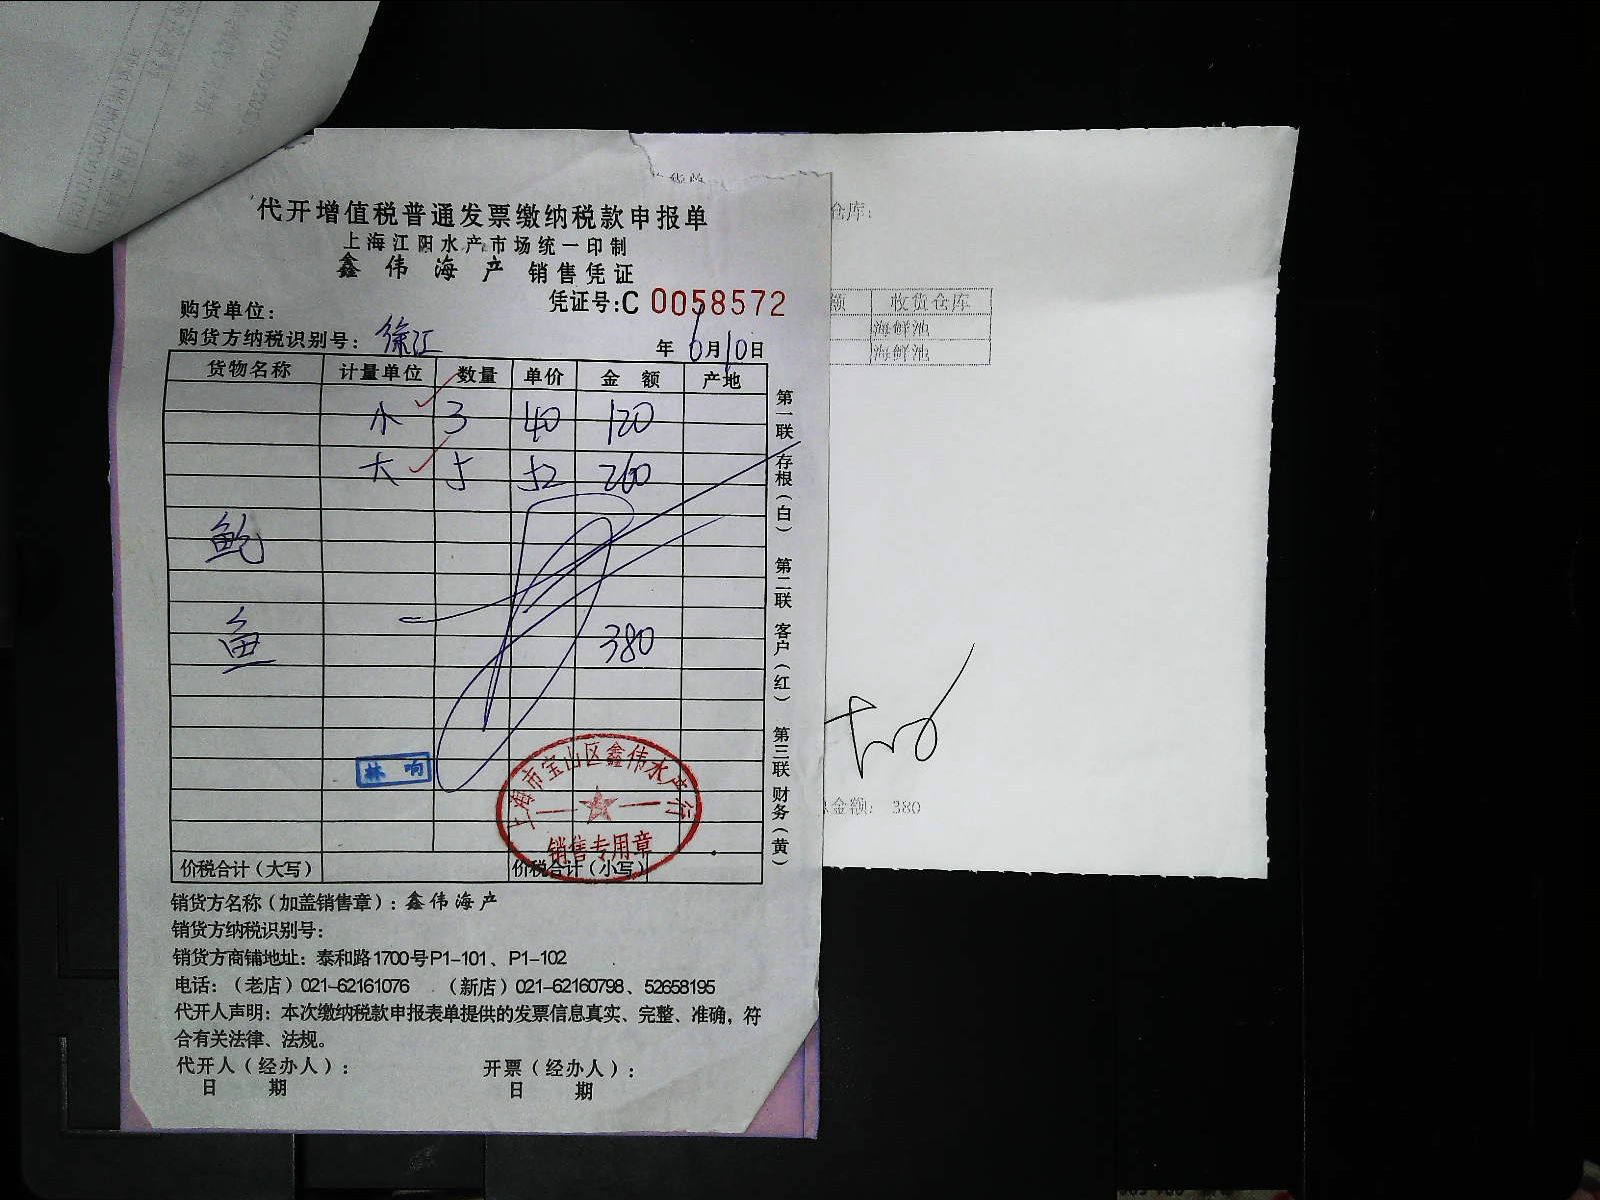 代开增值税普通发票缴纳税款申报单
上海江阳水产市场统一印制
鑫伟海产 销售凭证
凭证号:C 0058572
购货单位：
购货方纳税识别号：徐江
年 6月10日
货物名称 计量单位 数量 单价 金额 产地
小 3 40 120
大 5 52 260
鲍
鱼
380
林响
上海市宝山区鑫伟水产行
销售专用章
价税合计（大写） 价税合计（小写）
第一联 存根（白） 第二联 客户（红） 第三联 财务（黄）
销货方名称（加盖销售章）：鑫伟海产
销货方纳税识别号：
销货方商铺地址：泰和路1700号P1-101、P1-102
电话：（老店）021-62161076 （新店）021-62160798、52658195
代开人声明：本次缴纳税款申报表单提供的发票信息真实、完整、准确，符
合有关法律、法规。
代开人（经办人）： 开票（经办人）：
日 期 日 期
仓库：
额 收货仓库
海鲜池
海鲜池
金额： 380